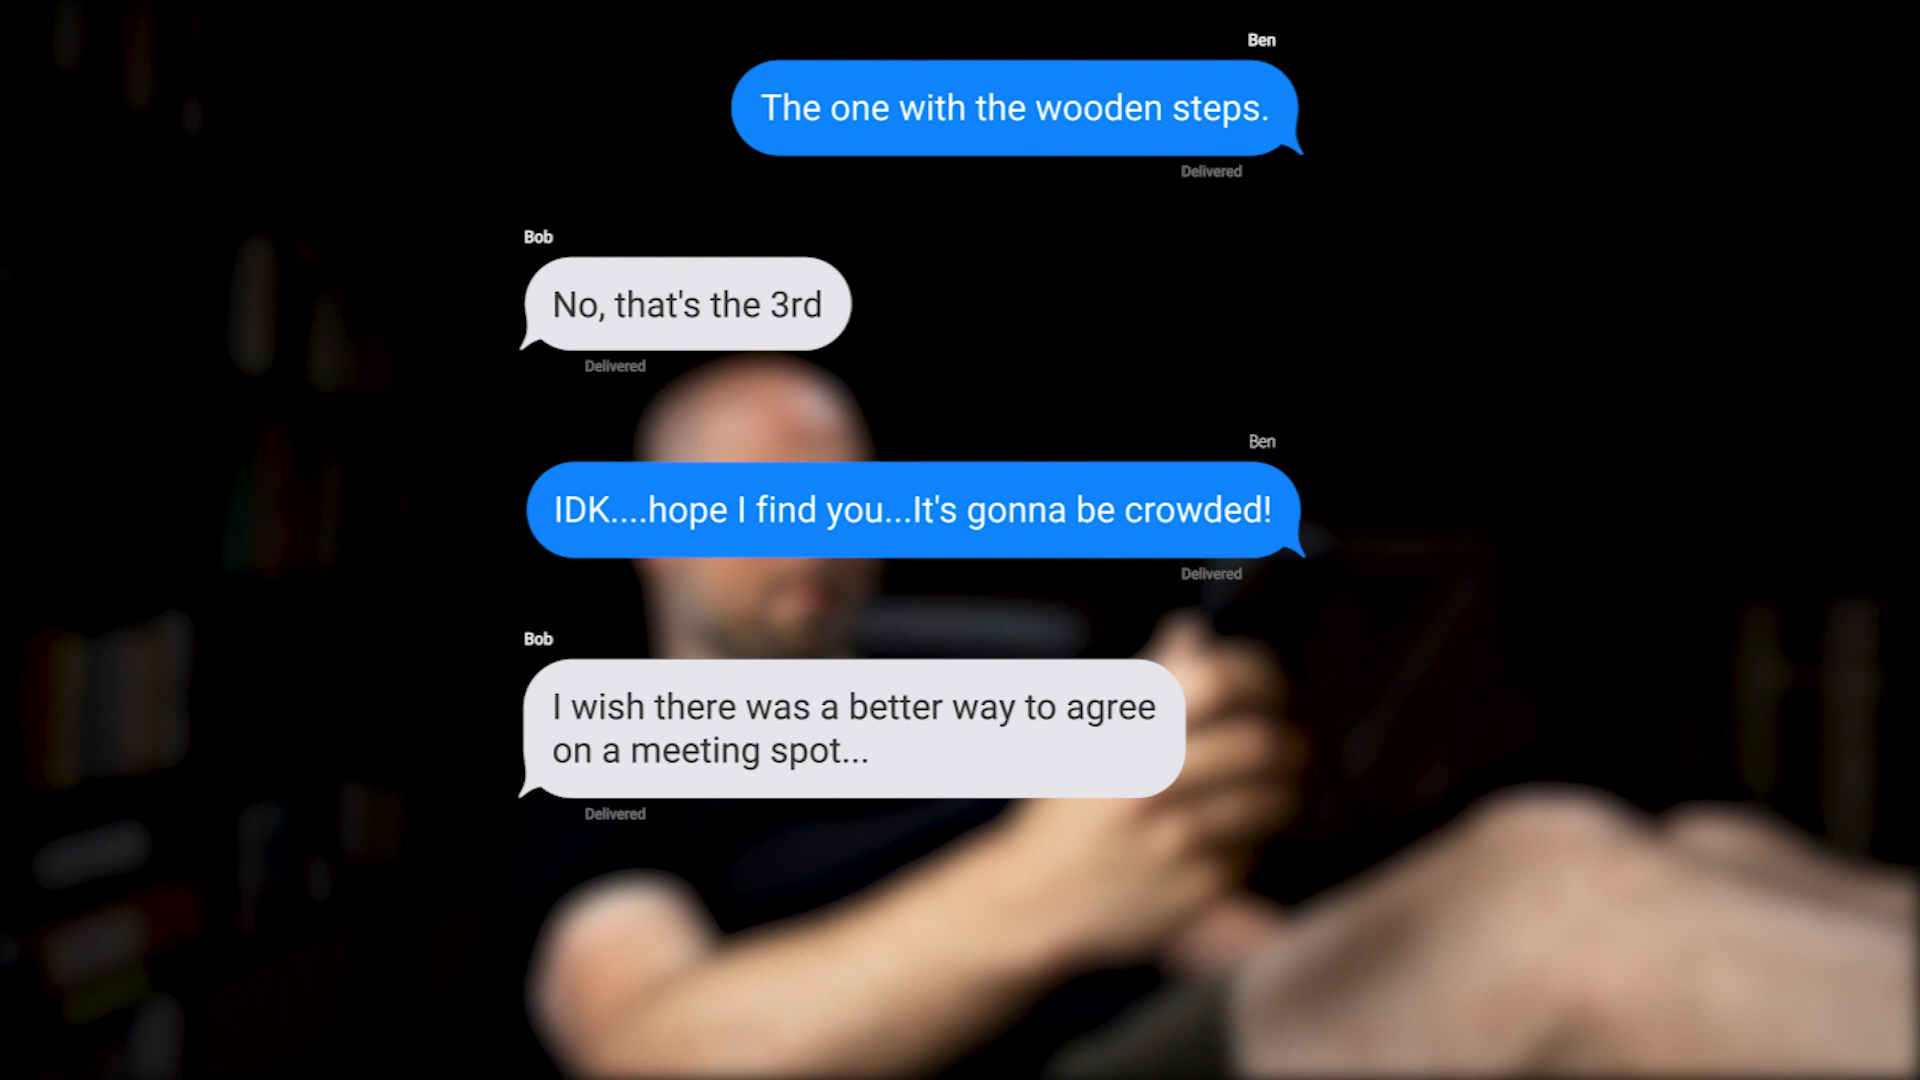 Ben
The one with the wooden steps.
Delivered
Bob
No, that's the 3rd
Delivered
Ben
IDK....hope I find you...It's gonna be crowded!
Delivered
Bob
I wish there was a better way to agree
on a meeting spot...
Delivered